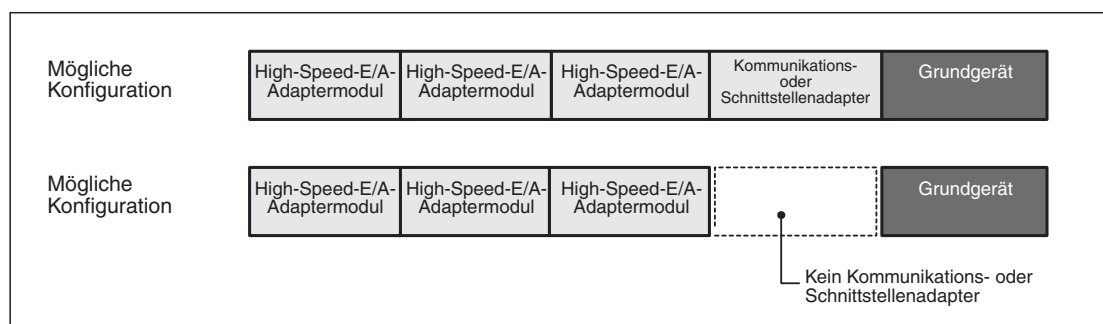 Mögliche
Konfiguration
High-Speed-E/A-
Adaptermodul
High-Speed-E/A-
Adaptermodul
High-Speed-E/A-
Adaptermodul
Kommunikations-
oder
Schnittstellenadapter
Grundgerät
Mögliche
Konfiguration
High-Speed-E/A-
Adaptermodul
High-Speed-E/A-
Adaptermodul
High-Speed-E/A-
Adaptermodul
Grundgerät
Kein Kommunikations- oder
Schnittstellenadapter